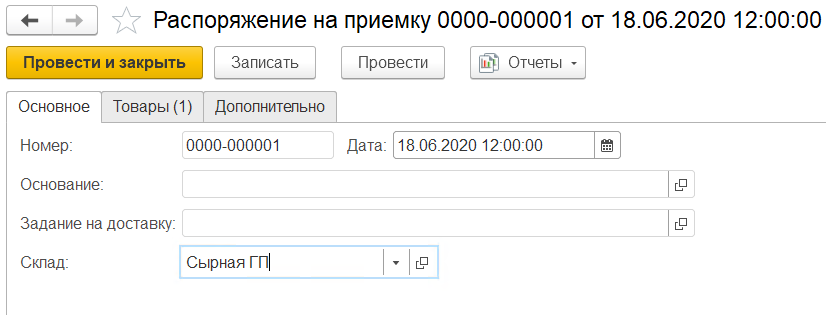 Распоряжение на приемку 0000-000001 от 18.06.2020 12:00:00
Провести и закрыть Записать Провести Отчеты
Основное Товары (1) Дополнительно
Номер: 0000-000001 Дата: 18.06.2020 12:00:00
Основание:
Задание на доставку:
Склад: Сырная ГП